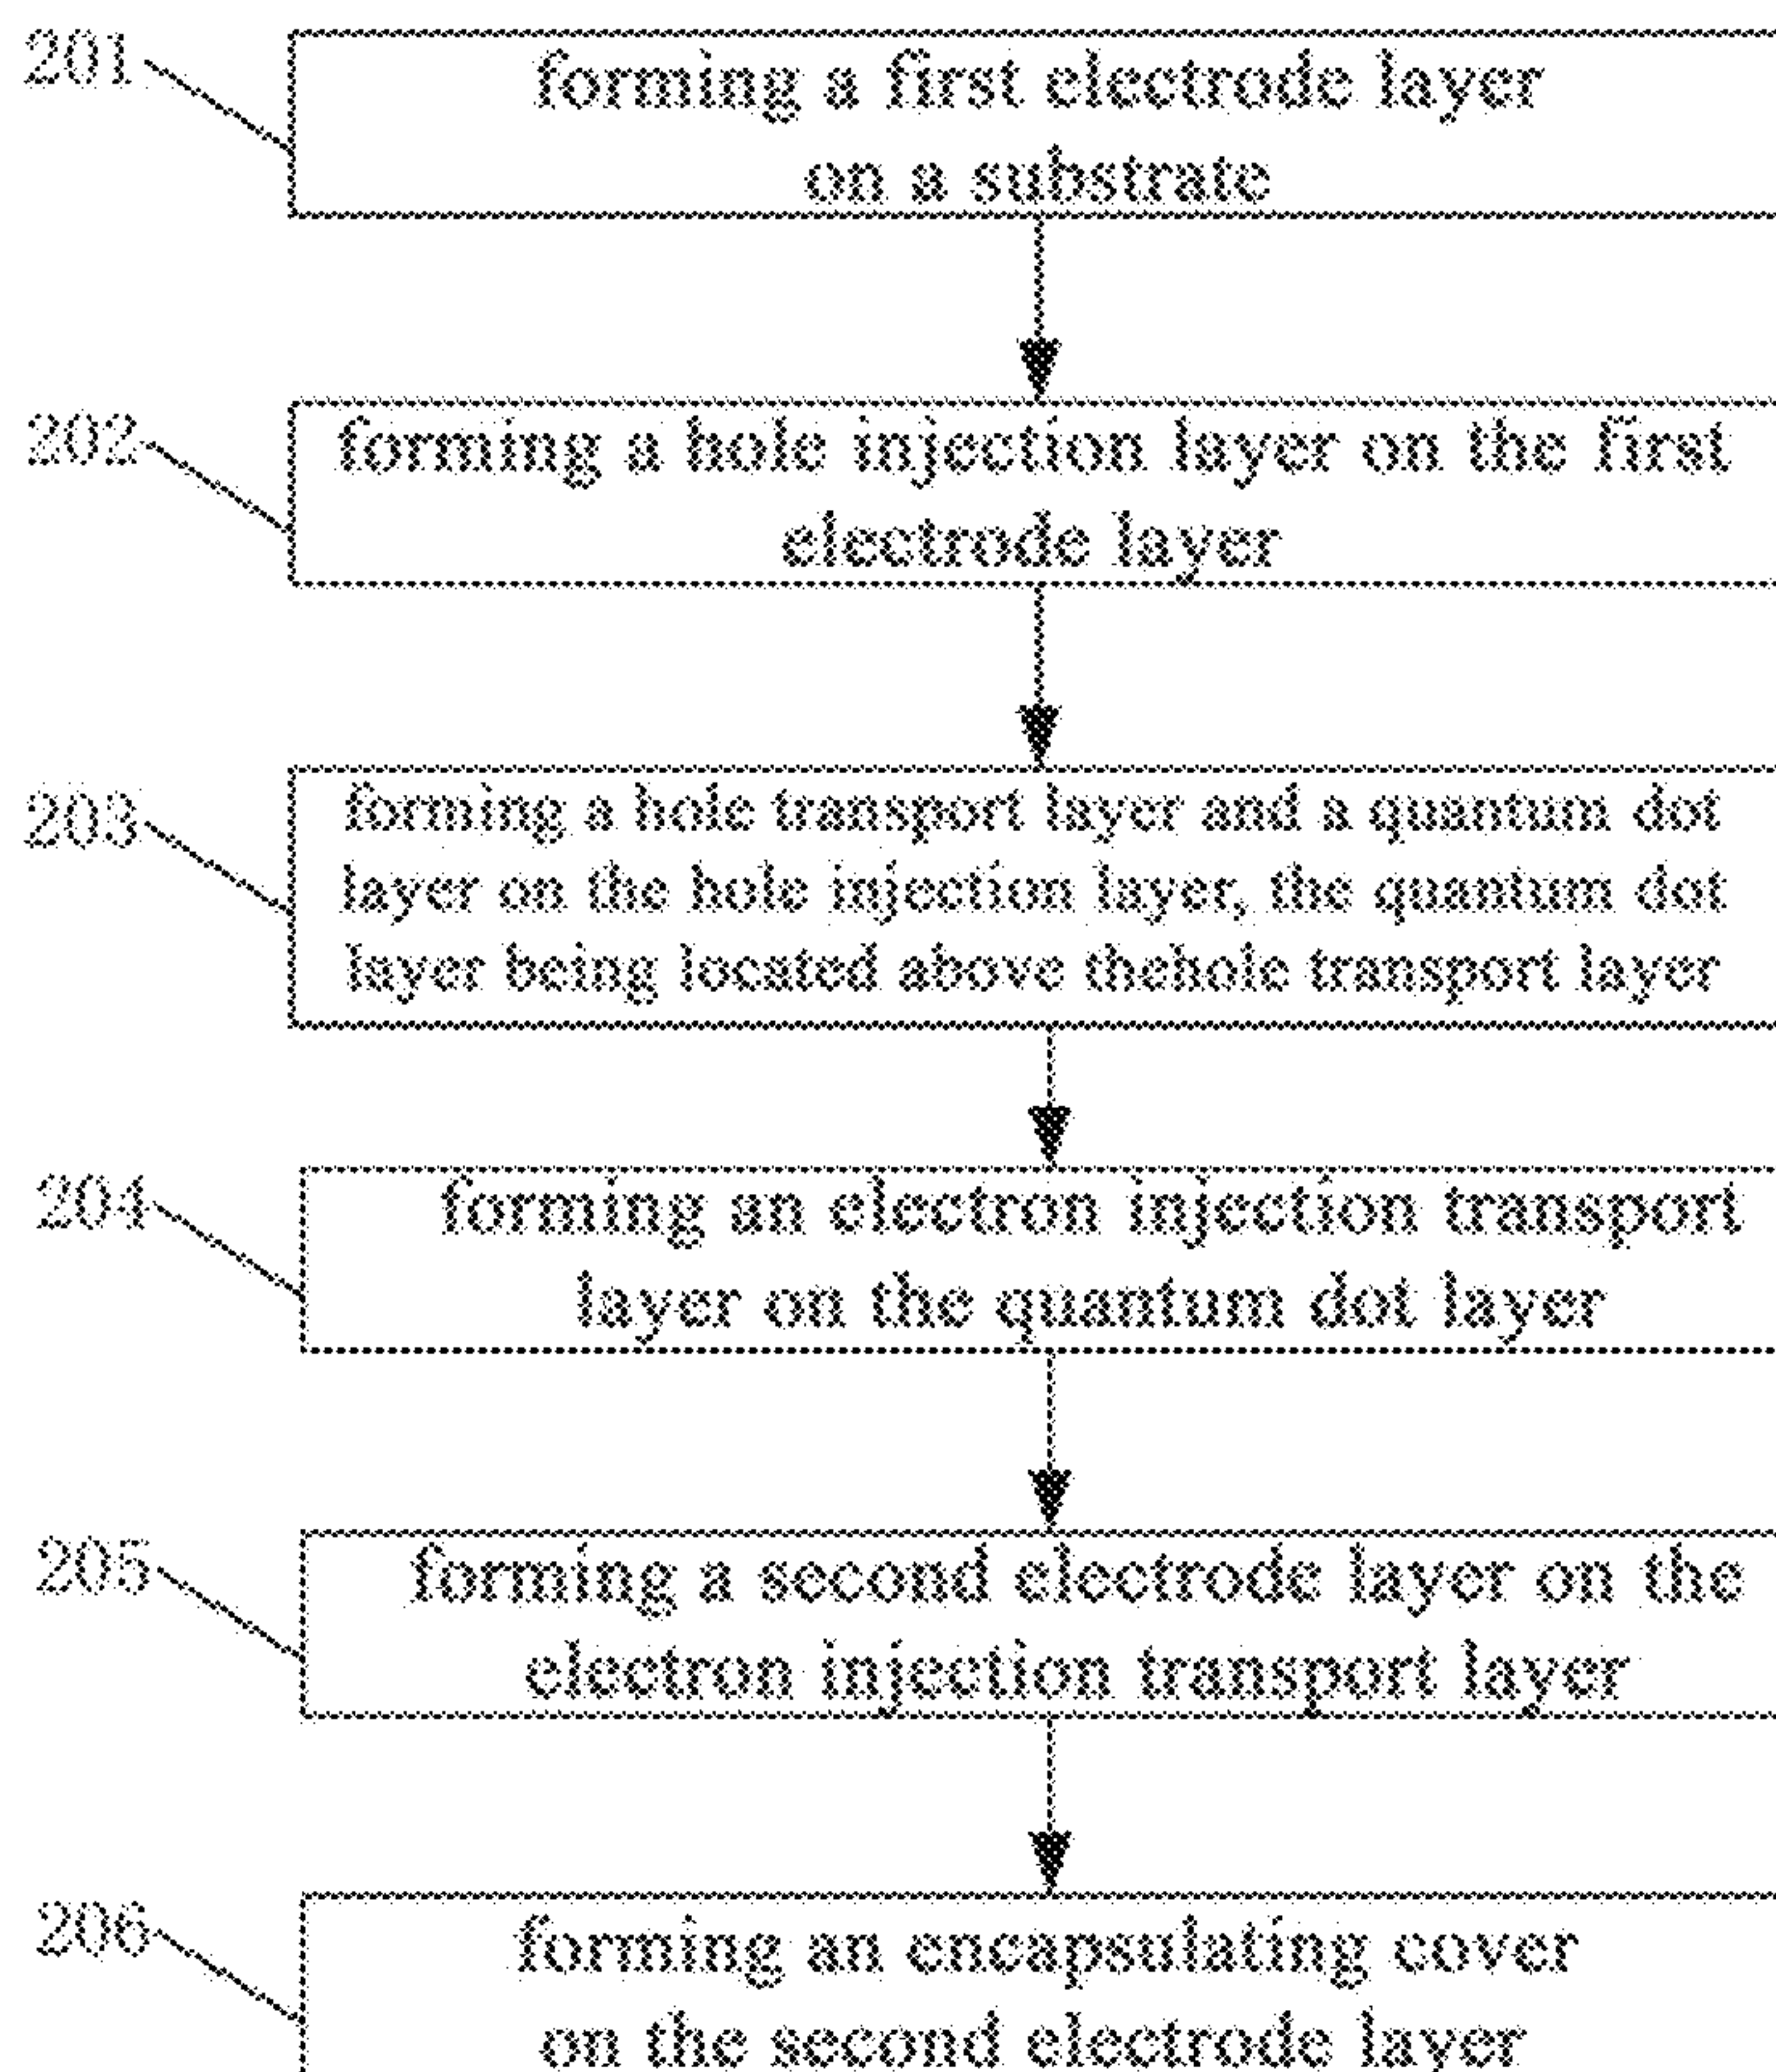 201
forming a first electrode layer
on a substrate
202
forming a hole injection layer on the first
electrode layer
203
forming a hole transport layer and a quantum dot
layer on the hole injection layer, the quantum dot
layer being located above thehole transport layer
204
forming an electron injection transport
layer on the quantum dot layer
205
forming a second electrode layer on the
electron injection transport layer
206
forming an encapsulating cover
on the second electrode layer